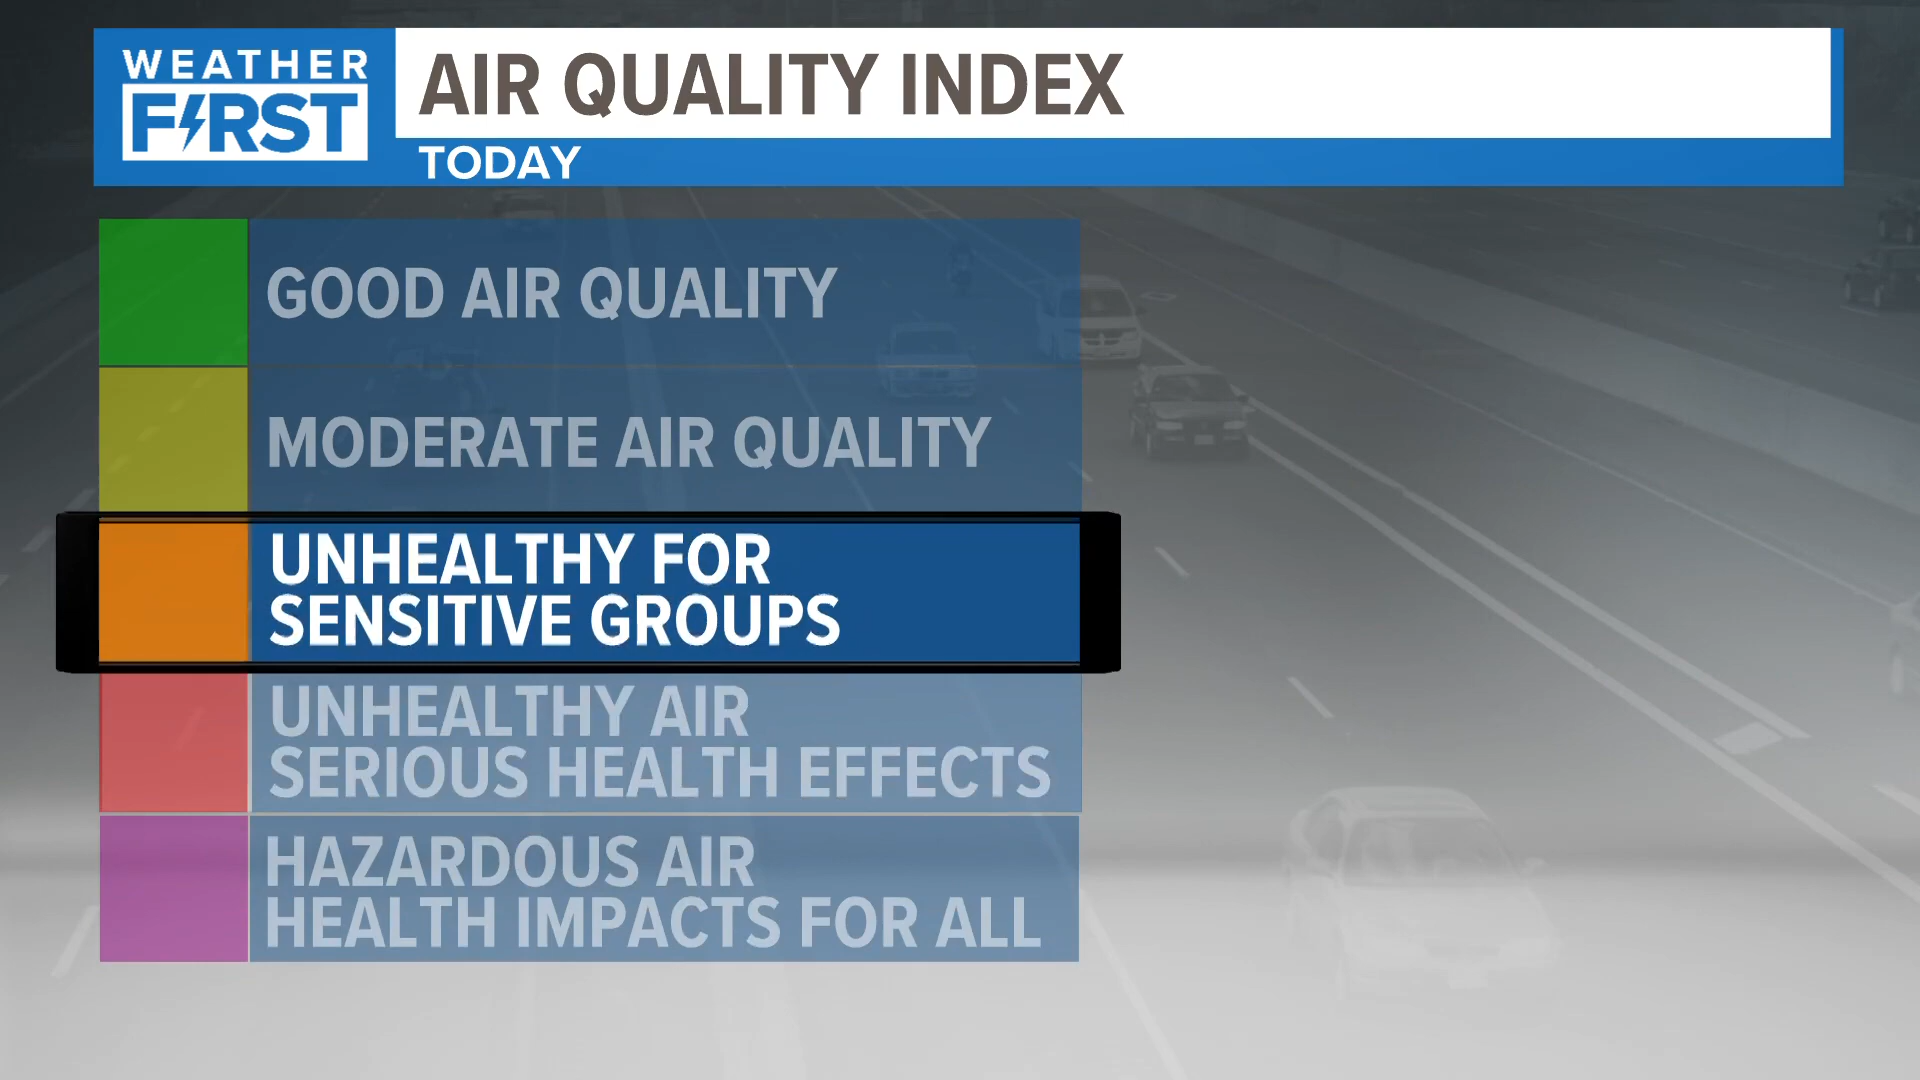 WEATHER
FIRST
AIR QUALITY INDEX
TODAY
GOOD AIR QUALITY
MODERATE AIR QUALITY
UNHEALTHY FOR
SENSITIVE GROUPS
UNHEALTHY AIR
SERIOUS HEALTH EFFECTS
HAZARDOUS AIR
HEALTH IMPACTS FOR ALL